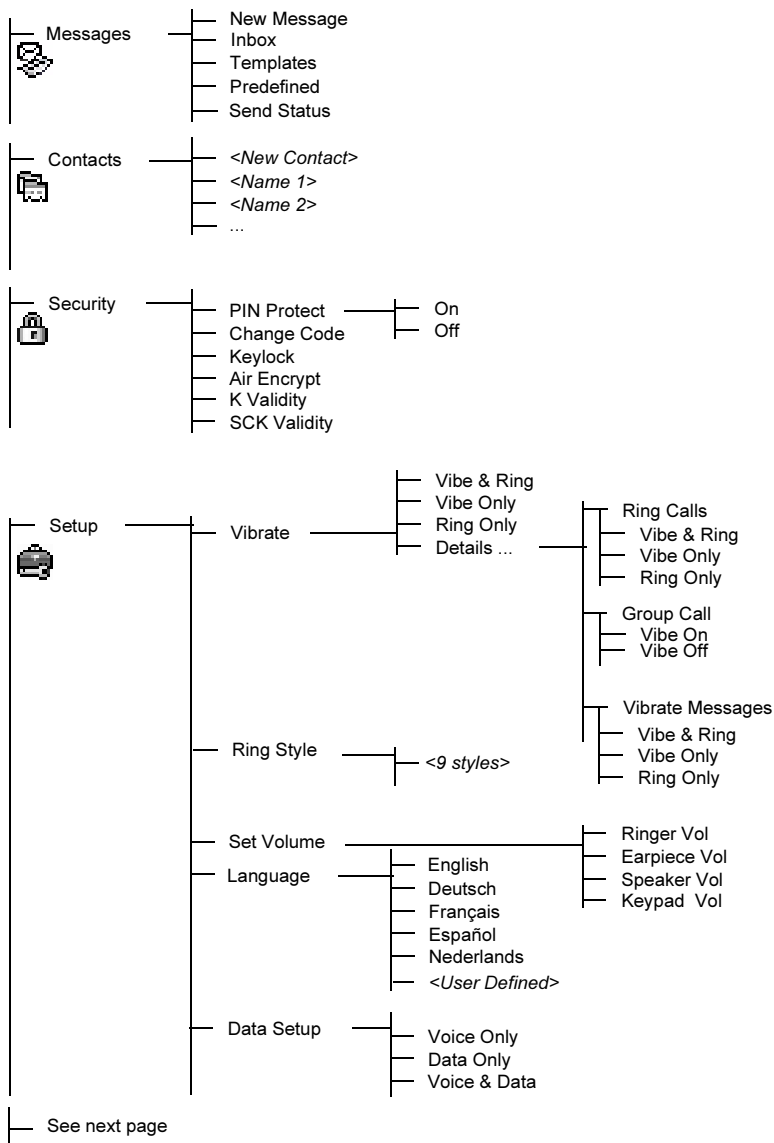 Messages
New Message
Inbox
Templates
Predefined
Send Status
Contacts
<New Contact>
<Name 1>
<Name 2>
...
Security
PIN Protect
On
Off
Change Code
Keylock
Air Encrypt
K Validity
SCK Validity
Setup
Vibrate
Vibe & Ring
Vibe Only
Ring Only
Details ...
Ring Calls
Vibe & Ring
Vibe Only
Ring Only
Group Call
Vibe On
Vibe Off
Vibrate Messages
Vibe & Ring
Vibe Only
Ring Only
Ring Style
<9 styles>
Set Volume
Ringer Vol
Earpiece Vol
Speaker Vol
Keypad Vol
Language
English
Deutsch
Français
Español
Nederlands
<User Defined>
Data Setup
Voice Only
Data Only
Voice & Data
See next page